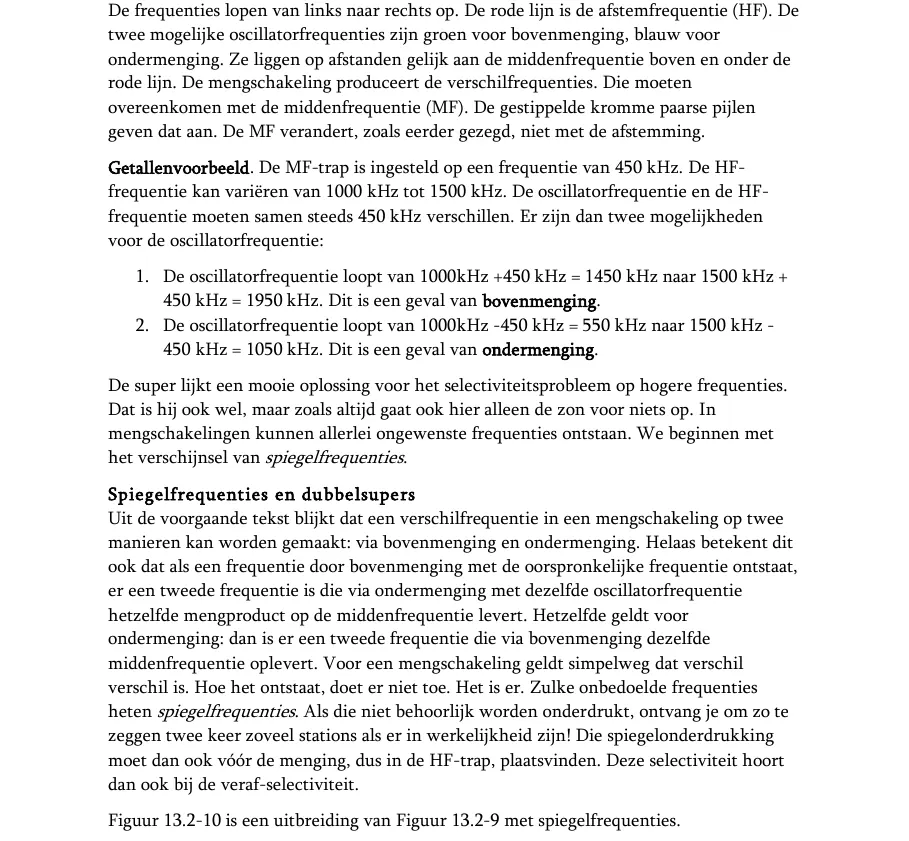 De frequenties lopen van links naar rechts op. De rode lijn is de afstemfrequentie (HF). De
twee mogelijke oscillatorfrequenties zijn groen voor bovenmenging, blauw voor
ondermenging. Ze liggen op afstanden gelijk aan de middenfrequentie boven en onder de
rode lijn. De mengschakeling produceert de verschilfrequenties. Die moeten
overeenkomen met de middenfrequentie (MF). De gestippelde kromme paarse pijlen
geven dat aan. De MF verandert, zoals eerder gezegd, niet met de afstemming.
Getallenvoorbeeld. De MF-trap is ingesteld op een frequentie van 450 kHz. De HF-
frequentie kan variëren van 1000 kHz tot 1500 kHz. De oscillatorfrequentie en de HF-
frequentie moeten samen steeds 450 kHz verschillen. Er zijn dan twee mogelijkheden
voor de oscillatorfrequentie:
1. De oscillatorfrequentie loopt van 1000kHz +450 kHz = 1450 kHz naar 1500 kHz +
450 kHz = 1950 kHz. Dit is een geval van bovenmenging.
2. De oscillatorfrequentie loopt van 1000kHz -450 kHz = 550 kHz naar 1500 kHz -
450 kHz = 1050 kHz. Dit is een geval van ondermenging.
De super lijkt een mooie oplossing voor het selectiviteitsprobleem op hogere frequenties.
Dat is hij ook wel, maar zoals altijd gaat ook hier alleen de zon voor niets op. In
mengschakelingen kunnen allerlei ongewenste frequenties ontstaan. We beginnen met
het verschijnsel van spiegelfrequenties.
Spiegelfrequenties en dubbelsupers
Uit de voorgaande tekst blijkt dat een verschilfrequentie in een mengschakeling op twee
manieren kan worden gemaakt: via bovenmenging en ondermenging. Helaas betekent dit
ook dat als een frequentie door bovenmenging met de oorspronkelijke frequentie ontstaat,
er een tweede frequentie is die via ondermenging met dezelfde oscillatorfrequentie
hetzelfde mengproduct op de middenfrequentie levert. Hetzelfde geldt voor
ondermenging: dan is er een tweede frequentie die via bovenmenging dezelfde
middenfrequentie oplevert. Voor een mengschakeling geldt simpelweg dat verschil
verschil is. Hoe het ontstaat, doet er niet toe. Het is er. Zulke onbedoelde frequenties
heten spiegelfrequenties. Als die niet behoorlijk worden onderdrukt, ontvang je om zo te
zeggen twee keer zoveel stations als er in werkelijkheid zijn! Die spiegelonderdrukking
moet dan ook vóór de menging, dus in de HF-trap, plaatsvinden. Deze selectiviteit hoort
dan ook bij de veraf-selectiviteit.
Figuur 13.2-10 is een uitbreiding van Figuur 13.2-9 met spiegelfrequenties.